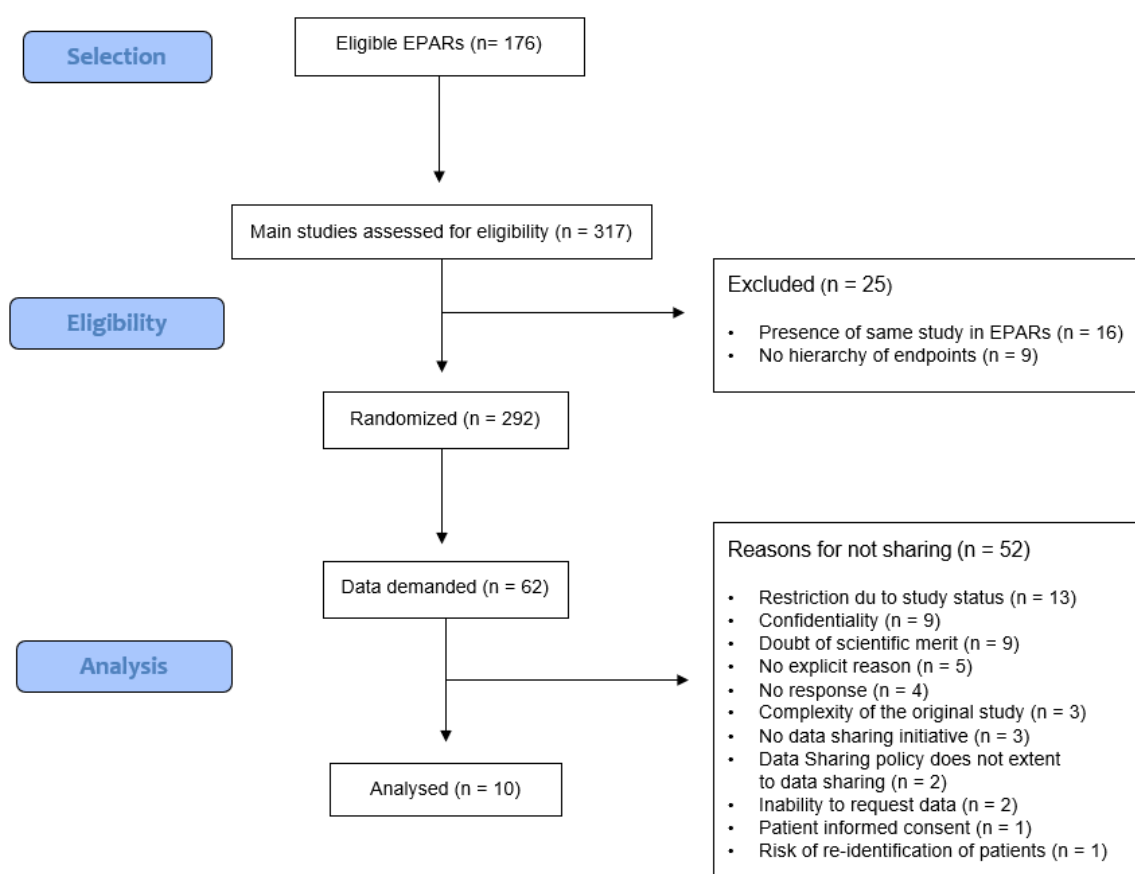 Selection
Eligible EPARs (n= 176)
Main studies assessed for eligibility (n = 317)
Eligibility
Excluded (n = 25)
• Presence of same study in EPARs (n = 16)
• No hierarchy of endpoints (n = 9)
Randomized (n = 292)
Data demanded (n = 62)
Analysis
Reasons for not sharing (n = 52)
• Restriction du to study status (n = 13)
• Confidentiality (n = 9)
• Doubt of scientific merit (n = 9)
• No explicit reason (n = 5)
• No response (n = 4)
• Complexity of the original study (n = 3)
• No data sharing initiative (n = 3)
• Data Sharing policy does not extent
to data sharing (n = 2)
• Inability to request data (n = 2)
• Patient informed consent (n = 1)
• Risk of re-identification of patients (n = 1)
Analysed (n = 10)